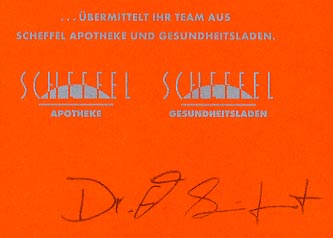 ...ÜBERMITTELT IHR TEAM AUS
SCHEFFEL APOTHEKE UND GESUNDHEITSLADEN.
SCHEFFEL SCHEFFEL
APOTHEKE GESUNDHEITSLADEN
Dr.